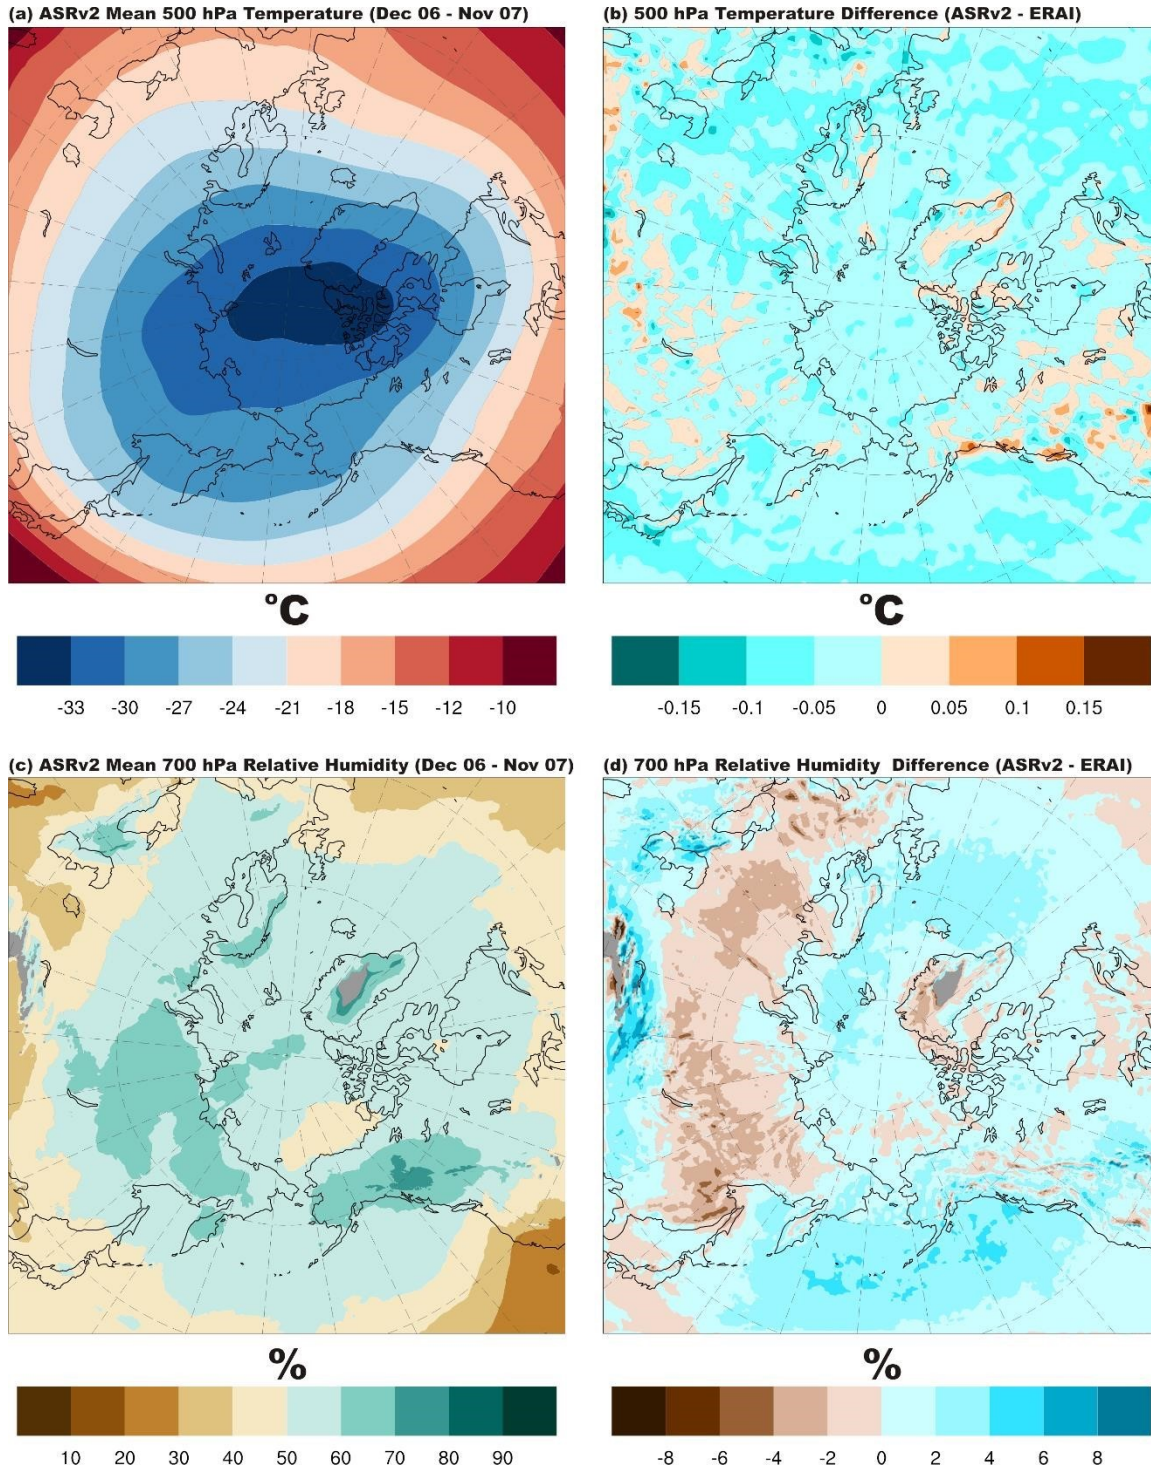 (a) ASRv2 Mean 500 hPa Temperature (Dec 06 - Nov 07)
(b) 500 hPa Temperature Difference (ASRv2 - ERAI)
°C
-33 -30 -27 -24 -21 -18 -15 -12 -10
°C
-0.15 -0.1 -0.05 0 0.05 0.1 0.15
(c) ASRv2 Mean 700 hPa Relative Humidity (Dec 06 - Nov 07)
(d) 700 hPa Relative Humidity  Difference (ASRv2 - ERAI)
%
10 20 30 40 50 60 70 80 90
%
-8 -6 -4 -2 0 2 4 6 8